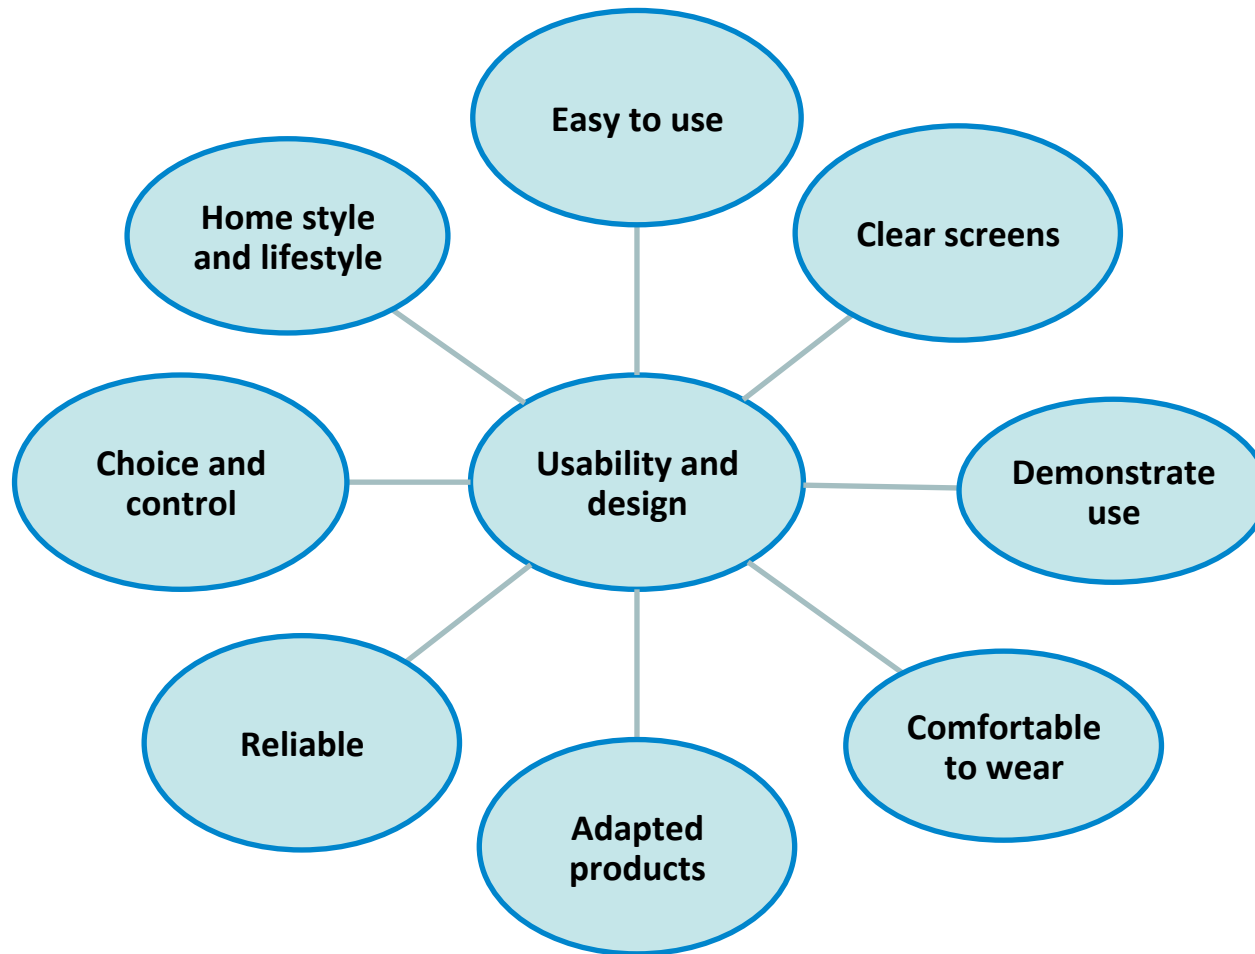 Easy to use
Clear screens
Home style
and lifestyle
Usability and
design
Choice and
control
Demonstrate
use
Reliable
Comfortable
to wear
Adapted
products